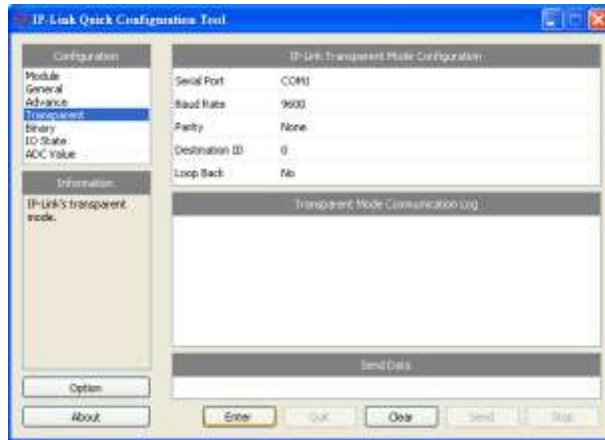 IP-Link Quick Configuration Tool
Configuration
Module
General
Advance
Transparent
Binary
IO State
ADC Value
Information
IP-Link's transparent
mode.
Option
About
IP-Link Transparent Mode Configuration
Serial Port COM1
Baud Rate 9600
Parity None
Destination ID 0
Loop Back No
Transparent Mode Communication Log
Send Data
Enter Quit Clear Send Stop